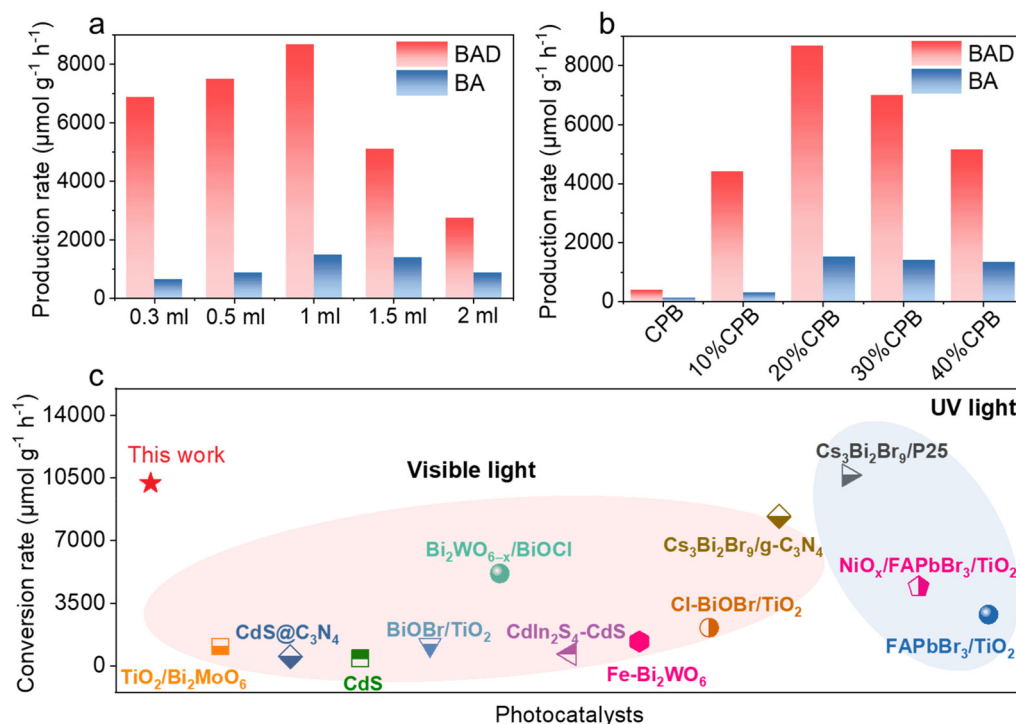 a
BAD
BA
Production rate (μmol g⁻¹ h⁻¹)
8000
6000
4000
2000
0
0.3 ml
0.5 ml
1 ml
1.5 ml
2 ml
b
BAD
BA
Production rate (μmol g⁻¹ h⁻¹)
8000
6000
4000
2000
0
CPB
10%CPB
20%CPB
30%CPB
40%CPB
c
Conversion rate (μmol g⁻¹ h⁻¹)
14000
10500
7000
3500
0
UV light
This work
Visible light
Cs₃Bi₂Br₉/P25
Bi₂WO₆₋ₓ/BiOCl
Cs₃Bi₂Br₉/g-C₃N₄
NiOₓ/FAPbBr₃/TiO₂
CdS@C₃N₄
BiOBr/TiO₂
CdIn₂S₄-CdS
Cl-BiOBr/TiO₂
TiO₂/Bi₂MoO₆
CdS
Fe-Bi₂WO₆
FAPbBr₃/TiO₂
Photocatalysts